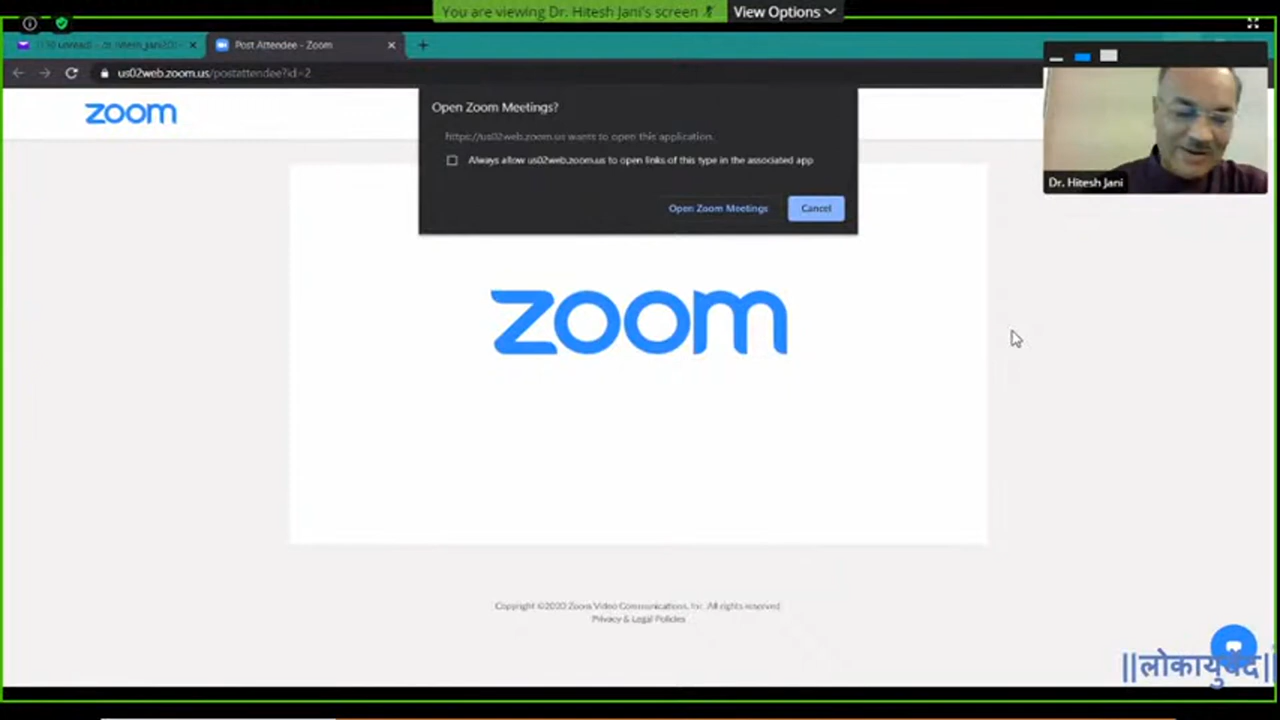 You are viewing Dr. Hitesh Jani's screen
View Options
Post Attendee - Zoom
us02web.zoom.us/postattendee?id=2
zoom
Open Zoom Meetings?
https://us02web.zoom.us wants to open this application.
Always allow us02web.zoom.us to open links of this type in the associated app
Open Zoom Meetings
Cancel
Dr. Hitesh Jani
zoom
Copyright ©2020 Zoom Video Communications, Inc. All rights reserved.
Privacy & Legal Policies
||लोकायुर्वेद||